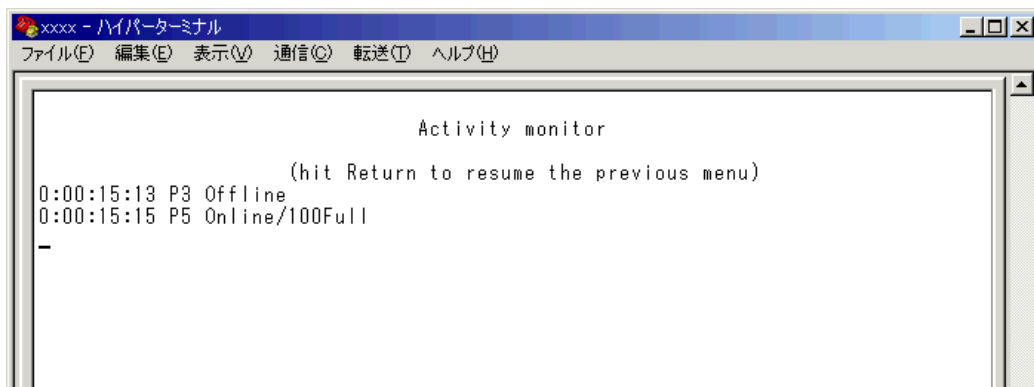 xxxx - ハイパーターミナル
ファイル(F) 編集(E) 表示(V) 通信(C) 転送(T) ヘルプ(H)
Activity monitor
(hit Return to resume the previous menu)
0:00:15:13 P3 Offline
0:00:15:15 P5 Online/100Full